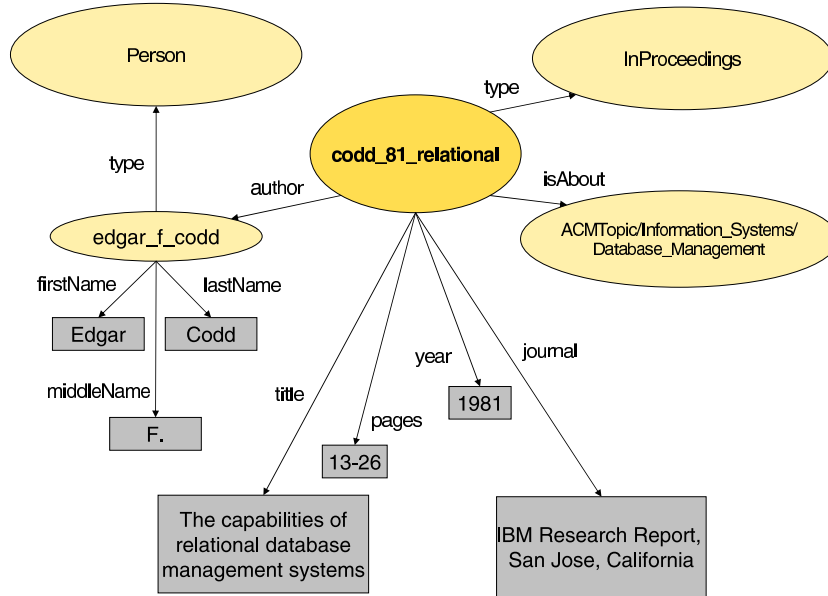 Person
InProceedings
type
codd_81_relational
type
isAbout
author
ACMTopic/Information_Systems/
Database_Management
edgar_f_codd
firstName
lastName
Edgar
Codd
year
journal
middleName
title
1981
pages
F.
13-26
The capabilities of
relational database
management systems
IBM Research Report,
San Jose, California